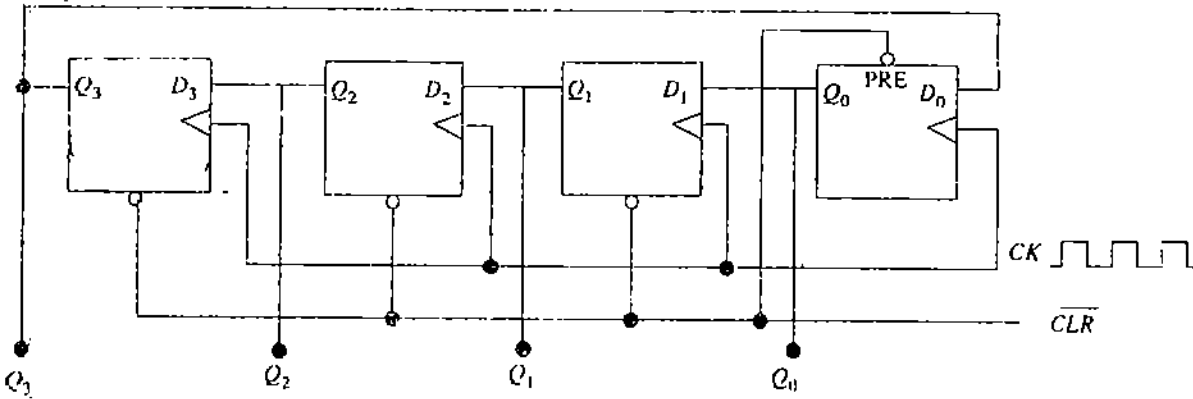 PRE
Q₃ D₃ Q₂ D₂ Q₁ D₁ Q₀ D₀
CK
CLR
Q₃ Q₂ Q₁ Q₀